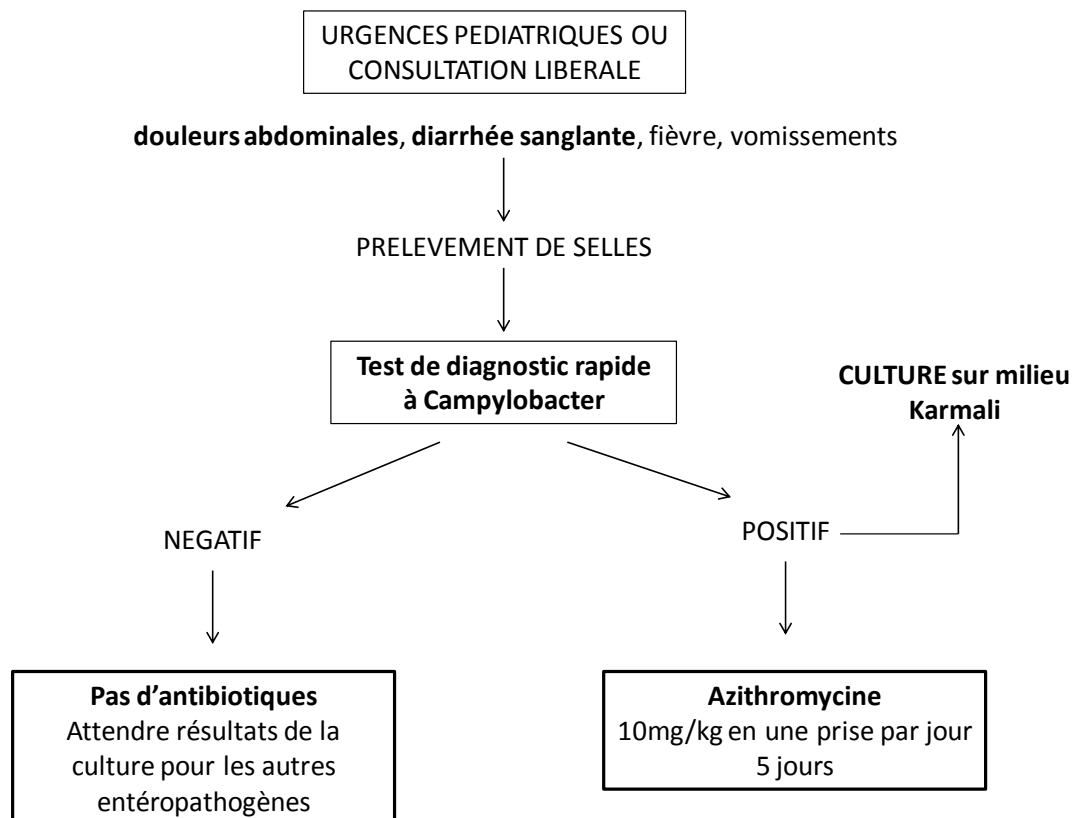 URGENCES PEDIATRIQUES OU
CONSULTATION LIBERALE
douleurs abdominales, diarrhée sanglante, fièvre, vomissements
PRELEVEMENT DE SELLES
Test de diagnostic rapide
à Campylobacter
CULTURE sur milieu
Karmali
NEGATIF
POSITIF
Pas d’antibiotiques
Attendre résultats de la
culture pour les autres
entéropathogènes
Azithromycine
10mg/kg en une prise par jour
5 jours